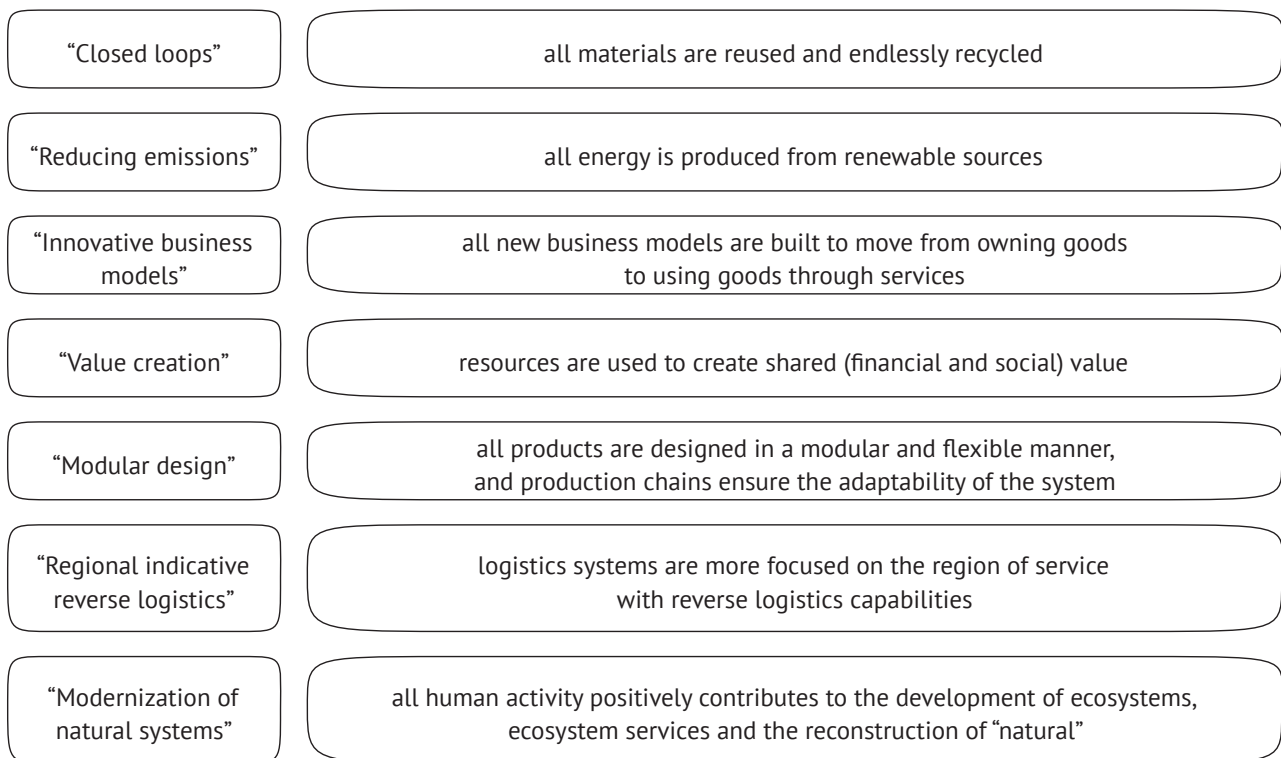 “Closed loops”
all materials are reused and endlessly recycled
“Reducing emissions”
all energy is produced from renewable sources
“Innovative business
models”
all new business models are built to move from owning goods
to using goods through services
“Value creation”
resources are used to create shared (financial and social) value
“Modular design”
all products are designed in a modular and flexible manner,
and production chains ensure the adaptability of the system
“Regional indicative
reverse logistics”
logistics systems are more focused on the region of service
with reverse logistics capabilities
“Modernization of
natural systems”
all human activity positively contributes to the development of ecosystems,
ecosystem services and the reconstruction of “natural”